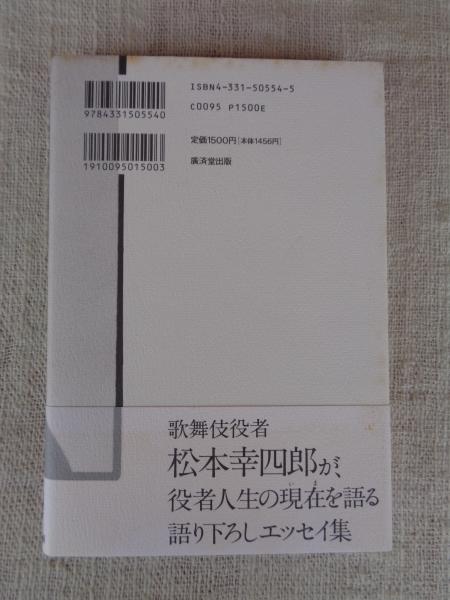 ISBN4-331-50554-5
9784331505540
C0095 P1500E
定価1500円[本体1456円]
1910095015003
廣済堂出版
歌舞伎役者
松本幸四郎が、
役者人生の現在を語る
語り下ろしエッセイ集